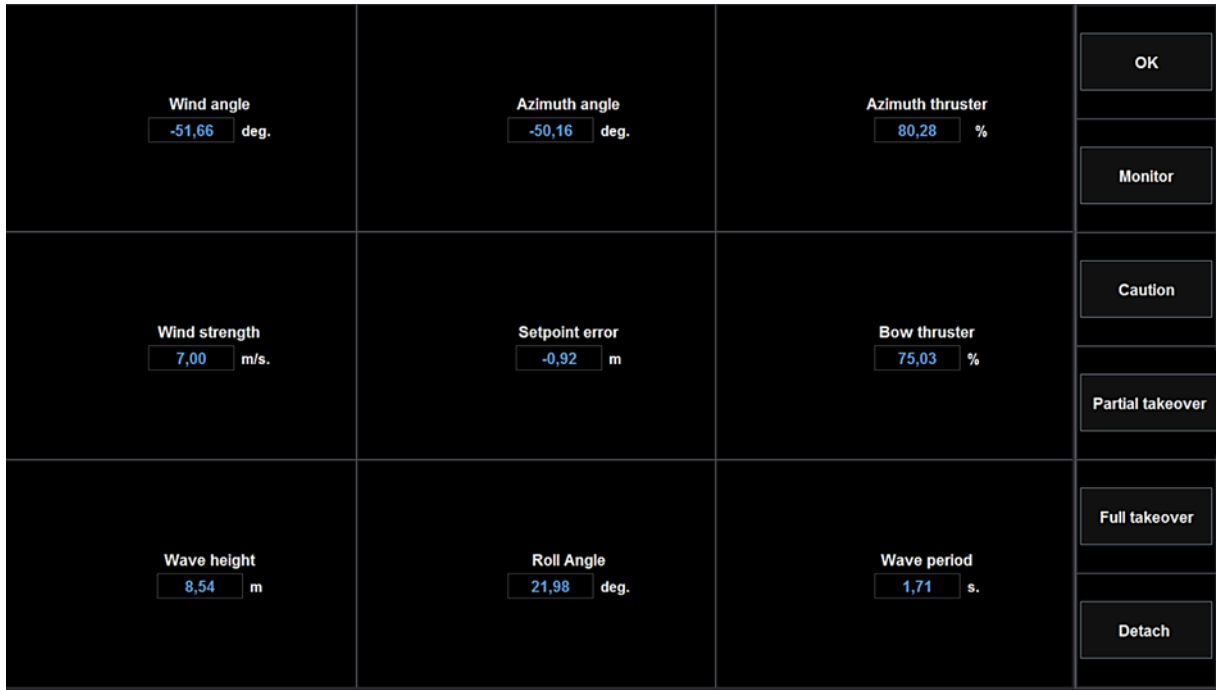 Wind angle
-51,66 deg.
Azimuth angle
-50,16 deg.
Azimuth thruster
80,28 %
Wind strength
7,00 m/s.
Setpoint error
-0,92 m
Bow thruster
75,03 %
Wave height
8,54 m
Roll Angle
21,98 deg.
Wave period
1,71 s.
OK
Monitor
Caution
Partial takeover
Full takeover
Detach